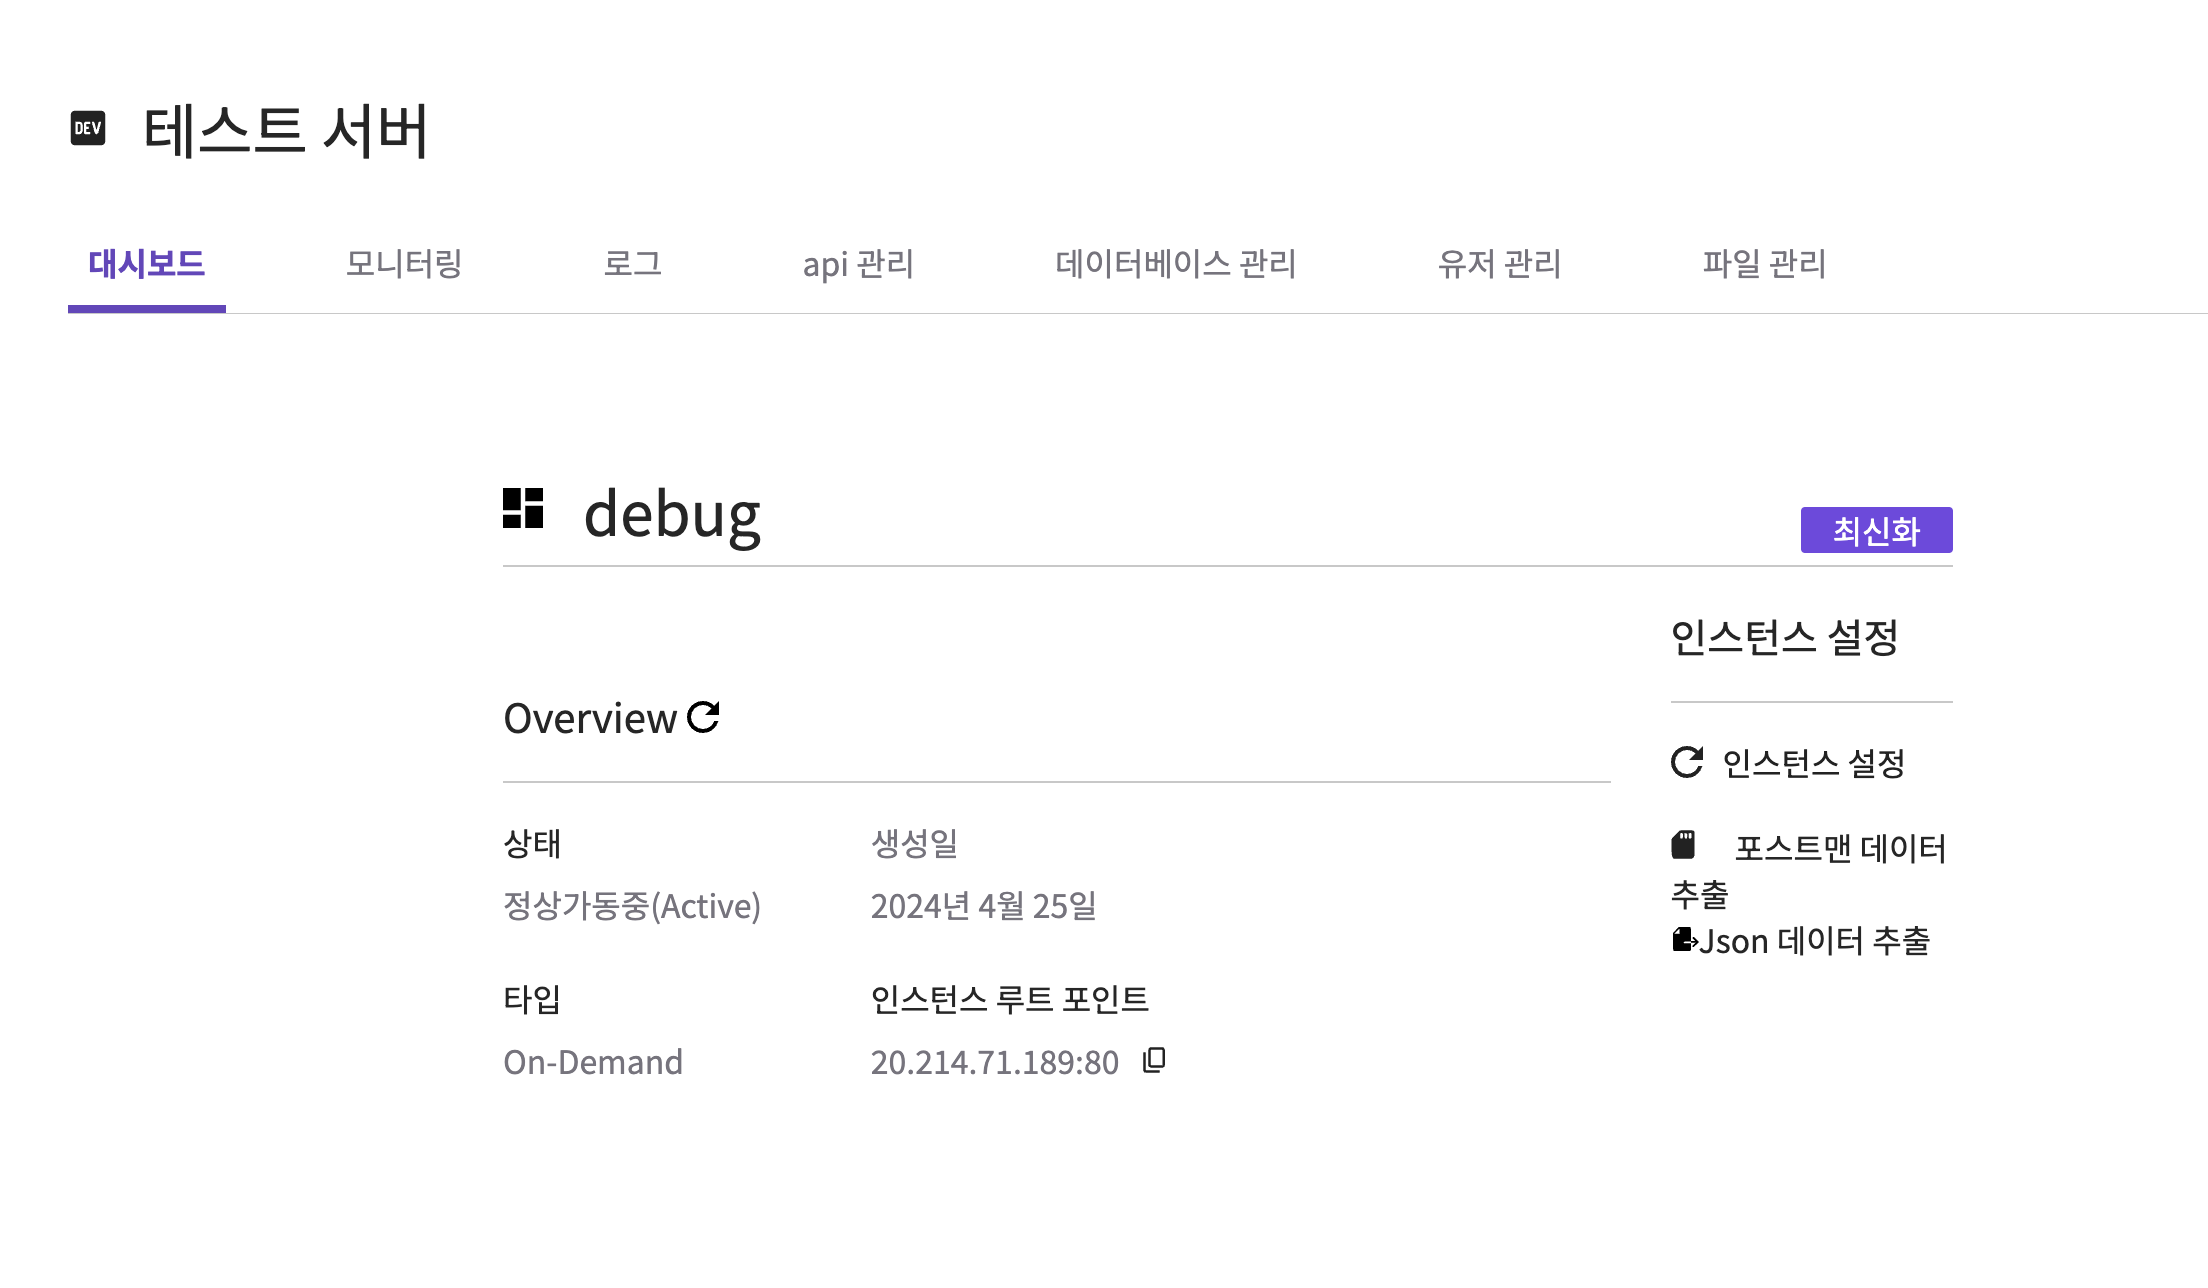 DEV 테스트 서버
대시보드 모니터링 로그 api 관리 데이터베이스 관리 유저 관리 파일 관리
debug
최신화
Overview
상태 생성일
정상가동중(Active) 2024년 4월 25일
타입 인스턴스 루트 포인트
On-Demand 20.214.71.189:80
인스턴스 설정
인스턴스 설정
포스트맨 데이터
추출
Json 데이터 추출